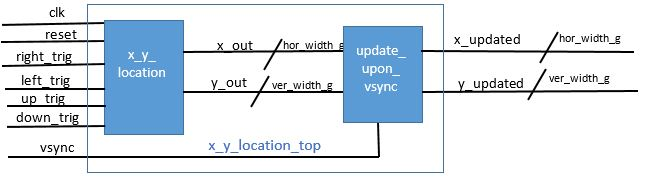 clk
reset
right_trig
left_trig
up_trig
down_trig
vsync
x_y_
location
x_out
hor_width_g
y_out
ver_width_g
update_
upon_
vsync
x_updated
hor_width_g
y_updated
ver_width_g
x_y_location_top